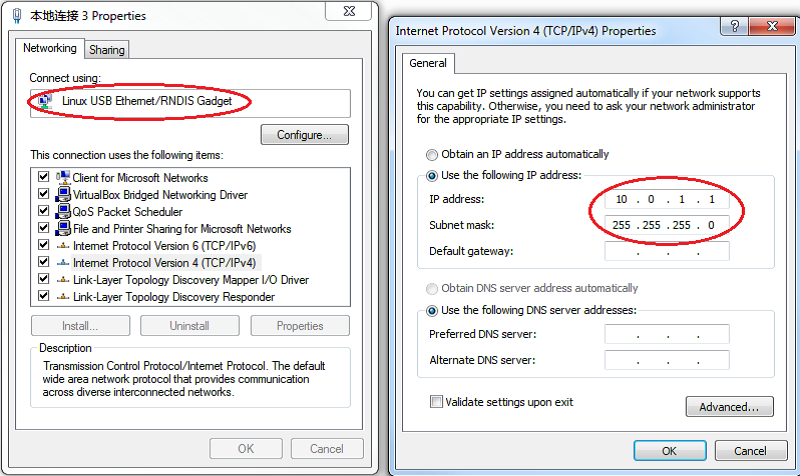 本地连接 3 Properties
Networking
Sharing
Connect using:
Linux USB Ethernet/RNDIS Gadget
Configure...
This connection uses the following items:
Client for Microsoft Networks
VirtualBox Bridged Networking Driver
QoS Packet Scheduler
File and Printer Sharing for Microsoft Networks
Internet Protocol Version 6 (TCP/IPv6)
Internet Protocol Version 4 (TCP/IPv4)
Link-Layer Topology Discovery Mapper I/O Driver
Link-Layer Topology Discovery Responder
Install...
Uninstall
Properties
Description
Transmission Control Protocol/Internet Protocol. The default
wide area network protocol that provides communication
across diverse interconnected networks.
OK
Cancel
Internet Protocol Version 4 (TCP/IPv4) Properties
General
You can get IP settings assigned automatically if your network supports
this capability. Otherwise, you need to ask your network administrator
for the appropriate IP settings.
Obtain an IP address automatically
Use the following IP address:
IP address: 10 . 0 . 1 . 1
Subnet mask: 255 . 255 . 255 . 0
Default gateway: . . .
Obtain DNS server address automatically
Use the following DNS server addresses:
Preferred DNS server: . . .
Alternate DNS server: . . .
Validate settings upon exit
Advanced...
OK
Cancel